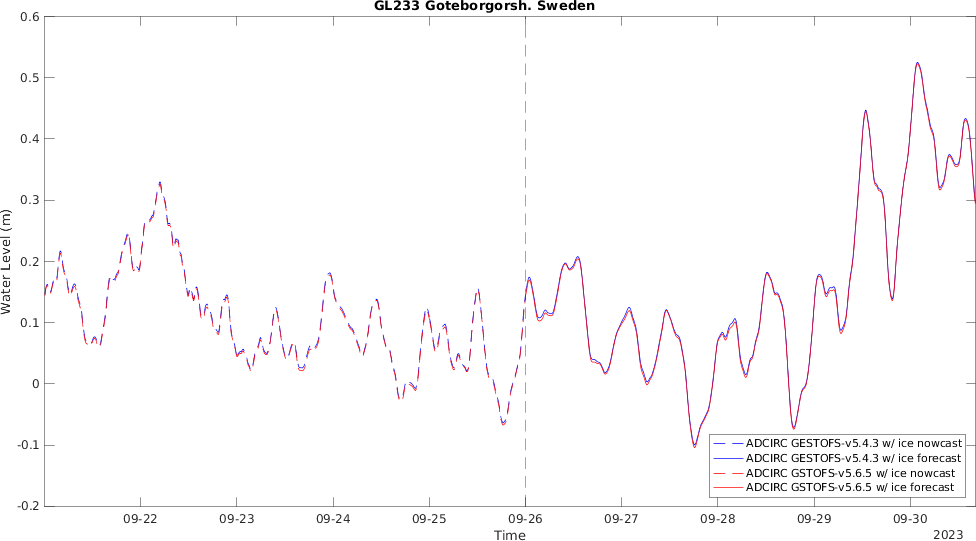 GL233 Goteborgorsh. Sweden
0.6
0.5
0.4
0.3
0.2
0.1
0
-0.1
-0.2
Water Level (m)
ADCIRC GESTOFS-v5.4.3 w/ ice nowcast
ADCIRC GESTOFS-v5.4.3 w/ ice forecast
ADCIRC GSTOFS-v5.6.5 w/ ice nowcast
ADCIRC GSTOFS-v5.6.5 w/ ice forecast
09-22 09-23 09-24 09-25 09-26 09-27 09-28 09-29 09-30
Time
2023